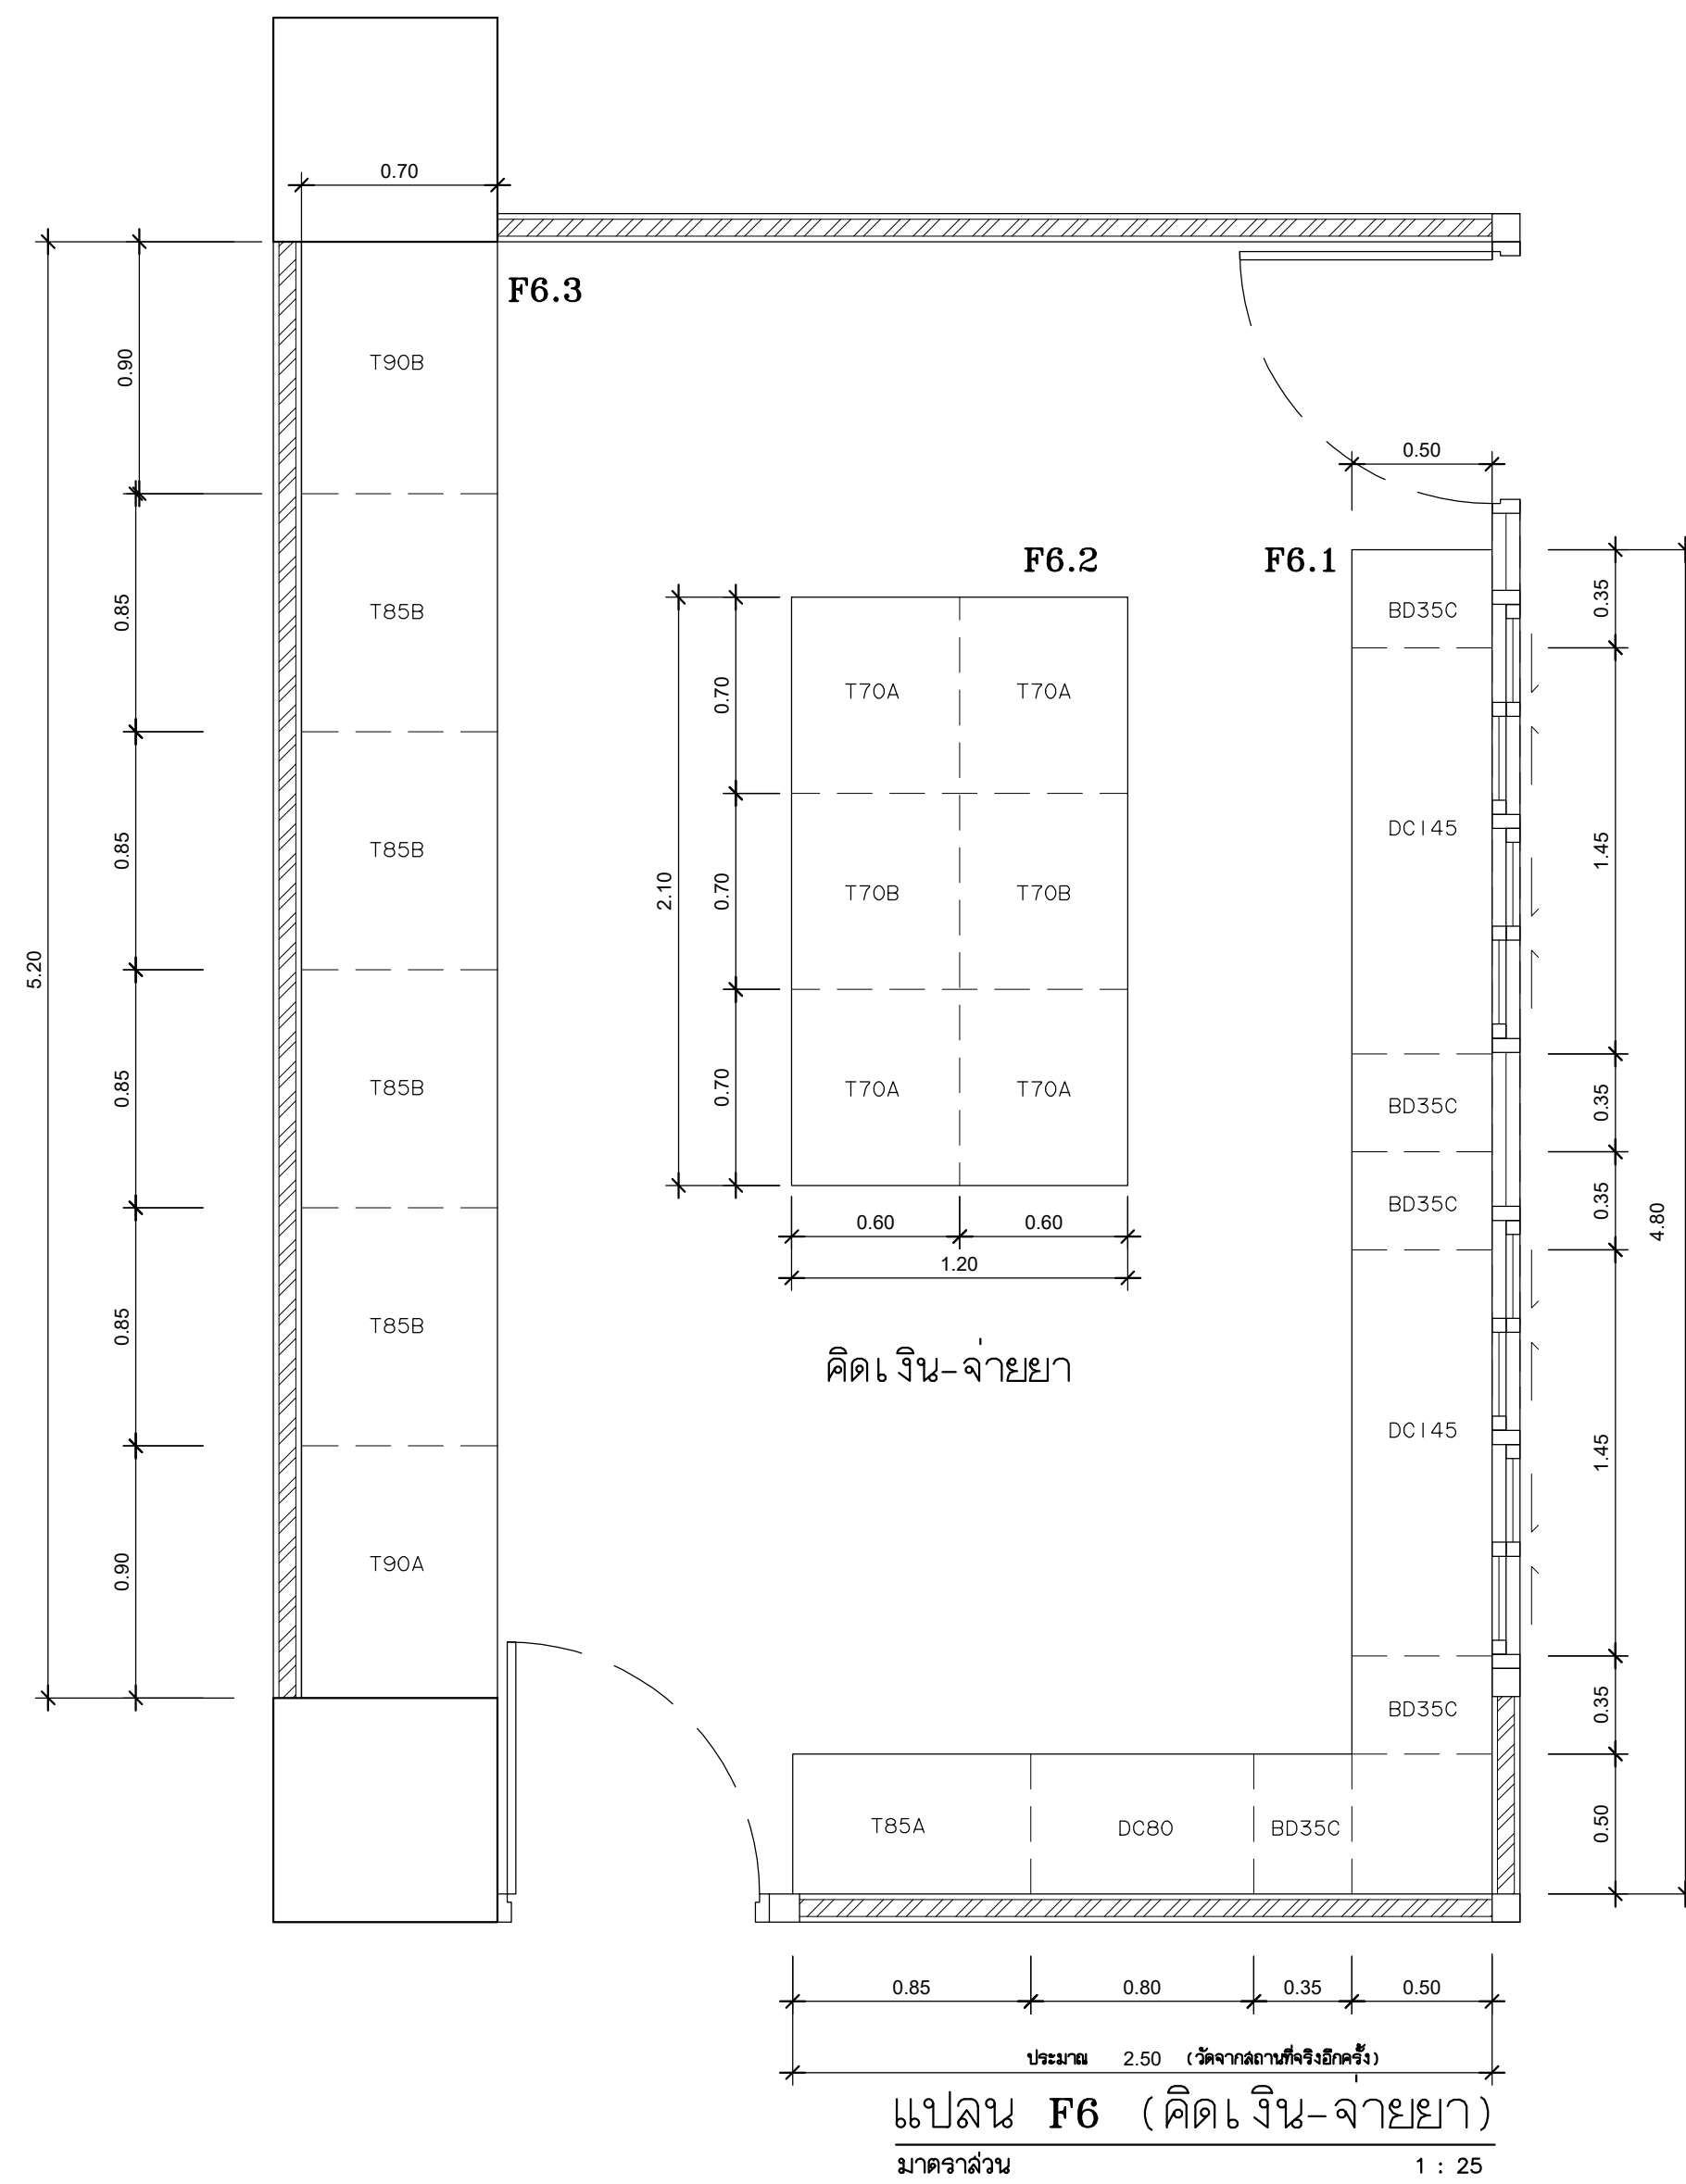 0.70
F6.3
T90B
0.90
0.50
F6.2
F6.1
BD35C
0.35
T85B
0.85
T70A T70A
0.70
DC145
1.45
T85B
0.85
2.10
0.70
T70B T70B
5.20
T85B
0.85
0.70
T70A T70A
BD35C
0.35
BD35C
0.35
4.80
0.60 0.60
1.20
T85B
0.85
คิดเงิน-จ่ายยา
DC145
1.45
T90A
0.90
BD35C
0.35
T85A DC80 BD35C
0.50
0.85 0.80 0.35 0.50
ประมาณ 2.50 (วัดจากสถานที่จริงอีกครั้ง)
แปลน F6 (คิดเงิน-จ่ายยา)
มาตราส่วน 1 : 25